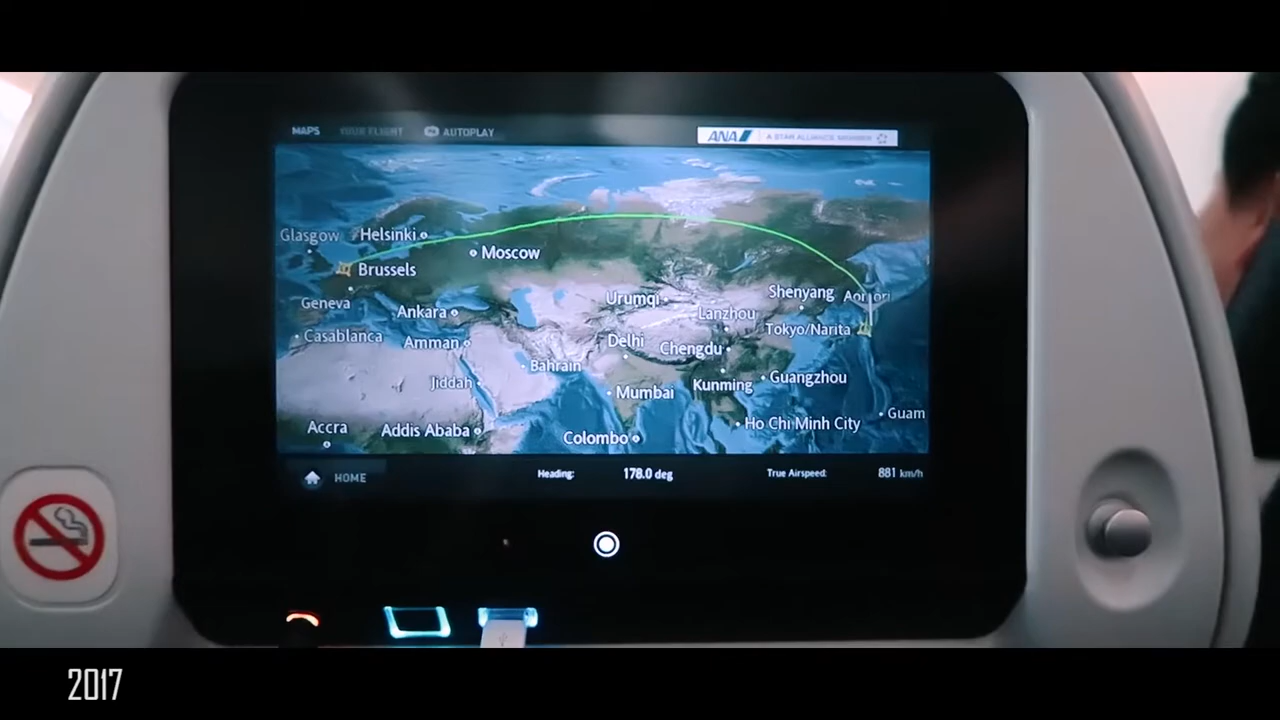 MAPS YOUR FLIGHT AUTOPLAY ANA A STAR ALLIANCE MEMBER
Glasgow Helsinki
Moscow
Brussels
Geneva Urumqi Shenyang
Ankara Lanzhou
Casablanca Amman Delhi Chengdu Tokyo/Narita
Bahrain
Jiddah Mumbai Kunming Guangzhou
Accra Addis Ababa Colombo Ho Chi Minh City Guam
HOME Heading: 178.0 deg True Airspeed: 881 km/h
2017